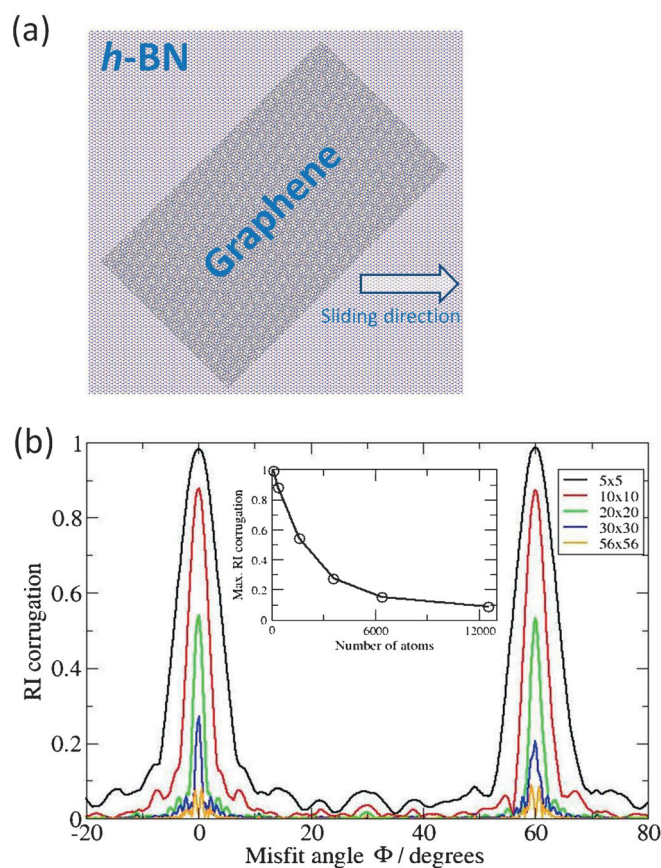 (a)
h-BN
Graphene
Sliding direction
(b)
RI corrugation
1
0.8
0.6
0.4
0.2
0
-20
0
20
40
60
80
Misfit angle Φ / degrees
Max. RI corrugation
1
0.8
0.6
0.4
0.2
0
0
6000
12000
Number of atoms
5x5
10x10
20x20
30x30
56x56